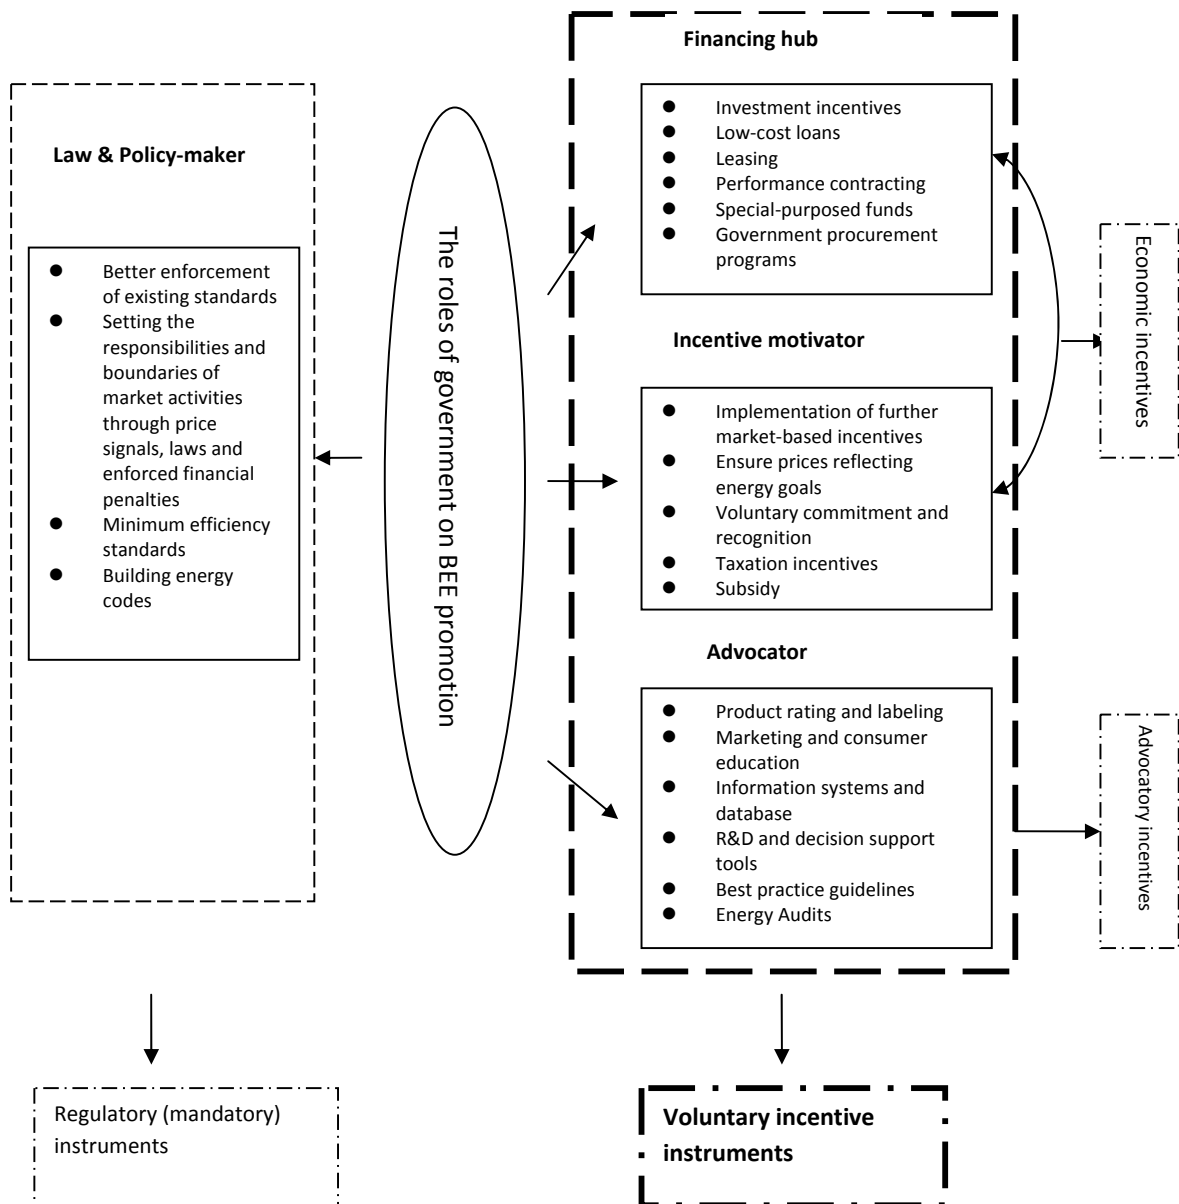 Law & Policy-maker
Better enforcement
of existing standards
Setting the
responsibilities and
boundaries of
market activities
through price
signals, laws and
enforced financial
penalties
Minimum efficiency
standards
Building energy
codes
The roles of government on BEE promotion
Financing hub
Investment incentives
Low-cost loans
Leasing
Performance contracting
Special-purposed funds
Government procurement
programs
Incentive motivator
Implementation of further
market-based incentives
Ensure prices reflecting
energy goals
Voluntary commitment and
recognition
Taxation incentives
Subsidy
Advocator
Product rating and labeling
Marketing and consumer
education
Information systems and
database
R&D and decision support
tools
Best practice guidelines
Energy Audits
Economic incentives
Advocatory incentives
Regulatory (mandatory)
instruments
Voluntary incentive
instruments